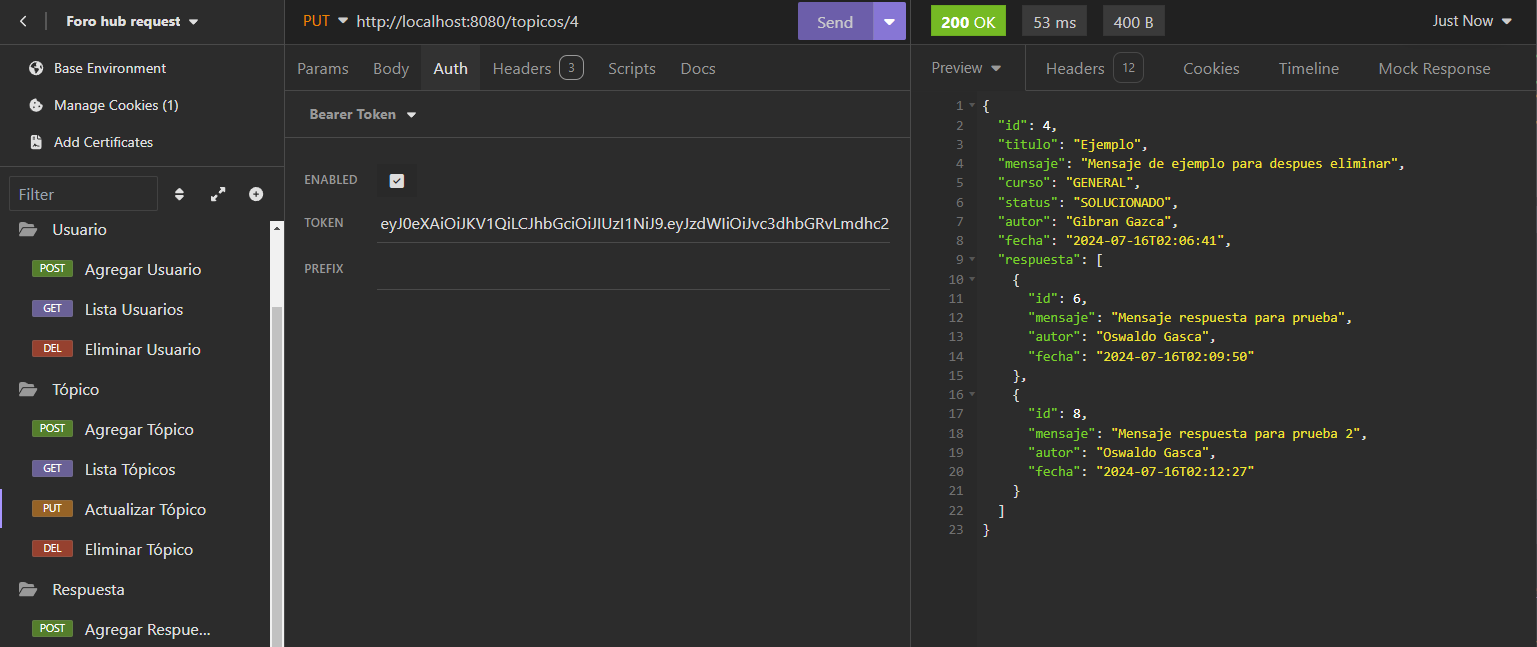 Foro hub request
Base Environment
Manage Cookies (1)
Add Certificates
Filter
Usuario
POST Agregar Usuario
GET Lista Usuarios
DEL Eliminar Usuario
Tópico
POST Agregar Tópico
GET Lista Tópicos
PUT Actualizar Tópico
DEL Eliminar Tópico
Respuesta
POST Agregar Respue...
PUT http://localhost:8080/topicos/4 Send
Params Body Auth Headers 3 Scripts Docs
Bearer Token
ENABLED
TOKEN eyJ0eXAiOiJKV1QiLCJhbGciOiJIUzI1NiJ9.eyJzdWIiOiJvc3dhbGRvLmdhc2
PREFIX
200 OK 53 ms 400 B Just Now
Preview Headers 12 Cookies Timeline Mock Response
1 {
2 "id": 4,
3 "titulo": "Ejemplo",
4 "mensaje": "Mensaje de ejemplo para despues eliminar",
5 "curso": "GENERAL",
6 "status": "SOLUCIONADO",
7 "autor": "Gibran Gazca",
8 "fecha": "2024-07-16T02:06:41",
9 "respuesta": [
10 {
11 "id": 6,
12 "mensaje": "Mensaje respuesta para prueba",
13 "autor": "Oswaldo Gasca",
14 "fecha": "2024-07-16T02:09:50"
15 },
16 {
17 "id": 8,
18 "mensaje": "Mensaje respuesta para prueba 2",
19 "autor": "Oswaldo Gasca",
20 "fecha": "2024-07-16T02:12:27"
21 }
22 ]
23 }